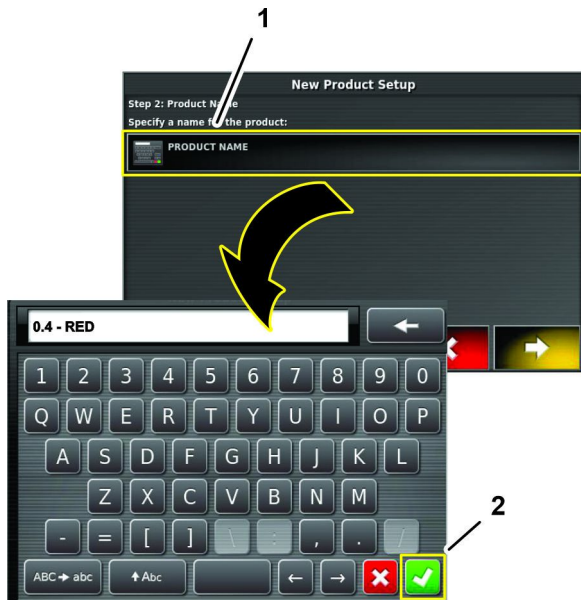 1
New Product Setup
Step 2: Product Name
Specify a name for the product:
PRODUCT NAME
0.4 - RED
1 2 3 4 5 6 7 8 9 0
Q W E R T Y U I O P
A S D F G H J K L
Z X C V B N M
- = [ ] \ : , . /
2
ABC → abc
↑ Abc
← →